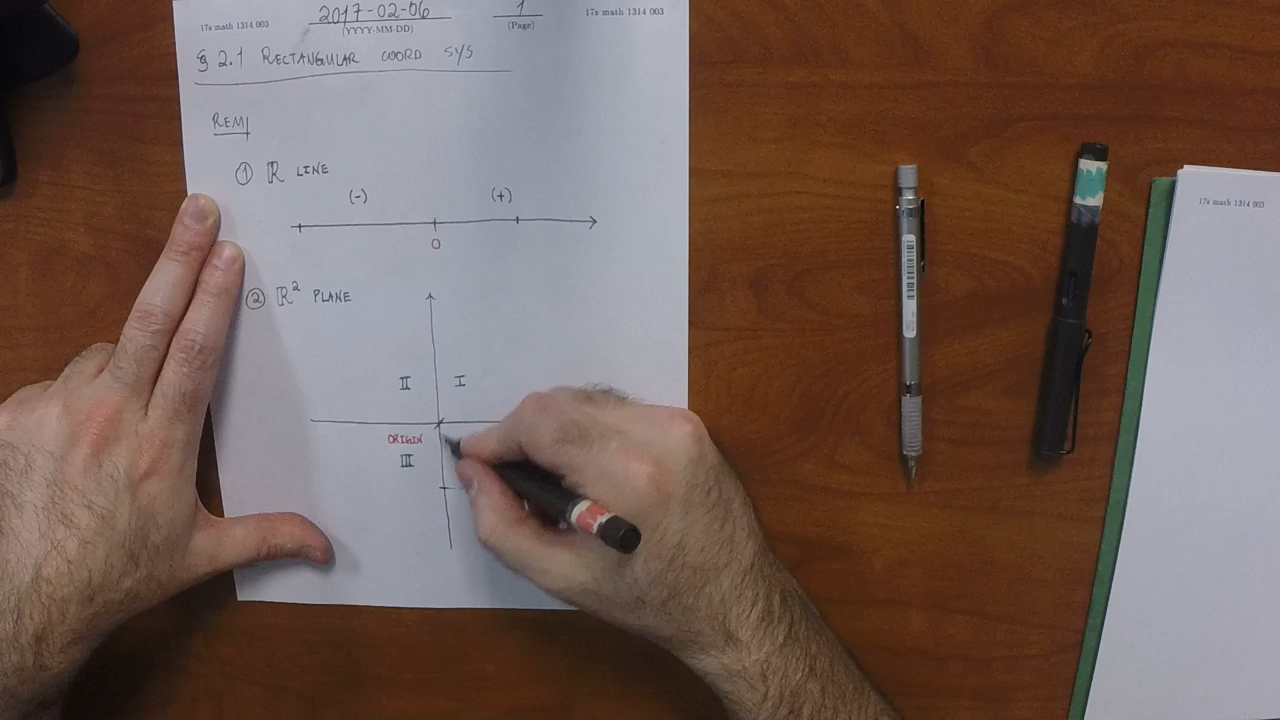 17s math 1314 003 2017-02-06 1 17s math 1314 003
(YYYY-MM-DD) (Page)
§ 2.1 RECTANGULAR COORD SYS
REM
① ℝ LINE
(-) (+)
0
② ℝ² PLANE
II I
ORIGIN
III
17s math 1314 003